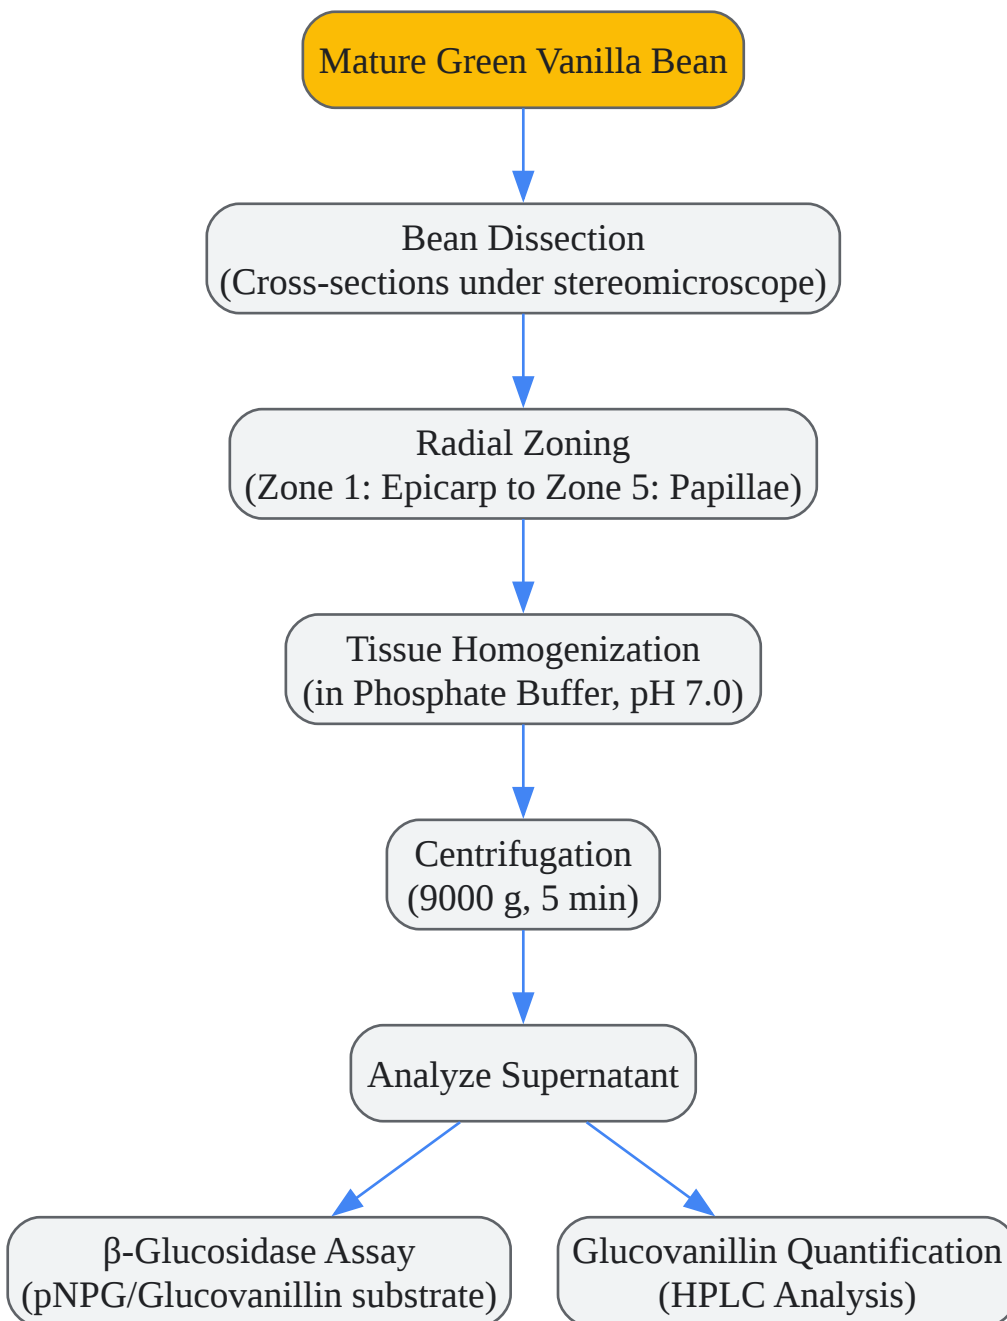 Mature Green Vanilla Bean
Bean Dissection
(Cross-sections under stereomicroscope)
Radial Zoning
(Zone 1: Epicarp to Zone 5: Papillae)
Tissue Homogenization
(in Phosphate Buffer, pH 7.0)
Centrifugation
(9000 g, 5 min)
Analyze Supernatant
β-Glucosidase Assay
(pNPG/Glucovanillin substrate)
Glucovanillin Quantification
(HPLC Analysis)